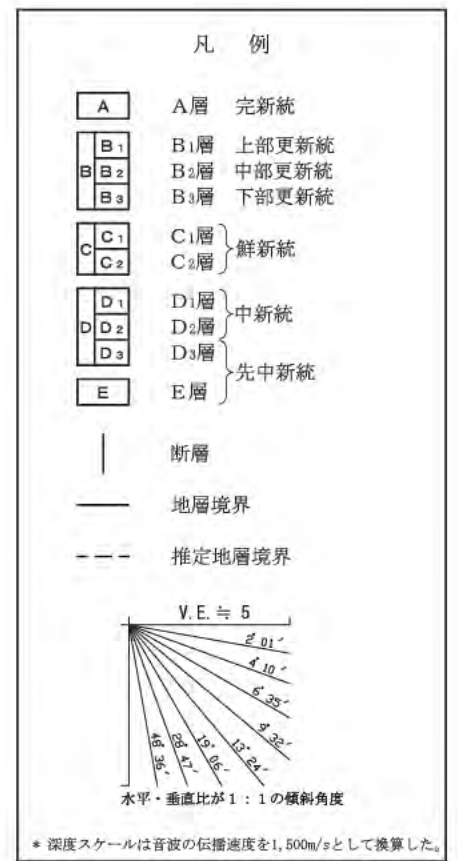 凡 例
A A層 完新統
B B1 B1層 上部更新統
B2 B2層 中部更新統
B3 B3層 下部更新統
C C1 C1層 鮮新統
C2 C2層
D D1 D1層 中新統
D2 D2層
D3 D3層 先中新統
E E層
断層
地層境界
推定地層境界
V.E.≒ 5
2° 01′
4° 10′
6° 35′
9° 32′
13° 24′
19° 06′
28° 47′
48° 36′
水平・垂直比が1：1の傾斜角度
* 深度スケールは音波の伝播速度を1,500m/sとして換算した。